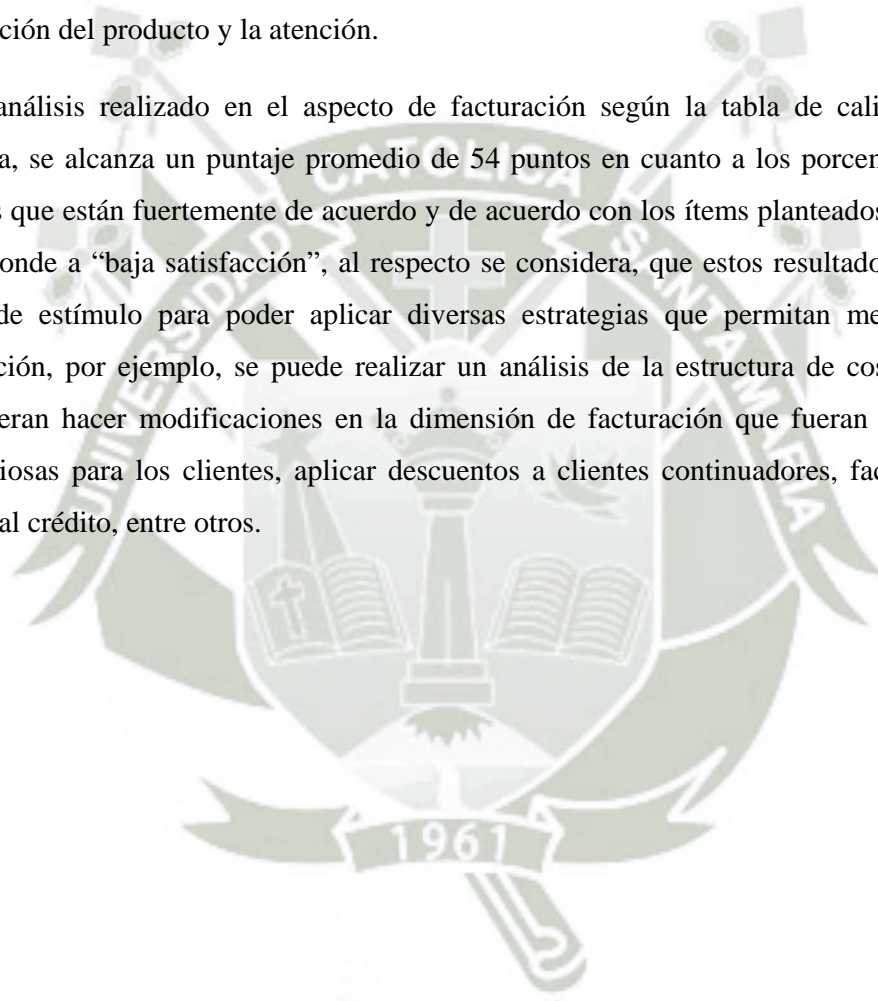 ción del producto y la atención.
análisis realizado en el aspecto de facturación según la tabla de cali
a, se alcanza un puntaje promedio de 54 puntos en cuanto a los porcen
s que están fuertemente de acuerdo y de acuerdo con los ítems planteados
onde a “baja satisfacción”, al respecto se considera, que estos resultado
de estímulo para poder aplicar diversas estrategias que permitan me
ción, por ejemplo, se puede realizar un análisis de la estructura de cos
eran hacer modificaciones en la dimensión de facturación que fueran
iosas para los clientes, aplicar descuentos a clientes continuadores, fac
al crédito, entre otros.
UNIVERSIDAD CATOLICA SANTA MARIA
1961